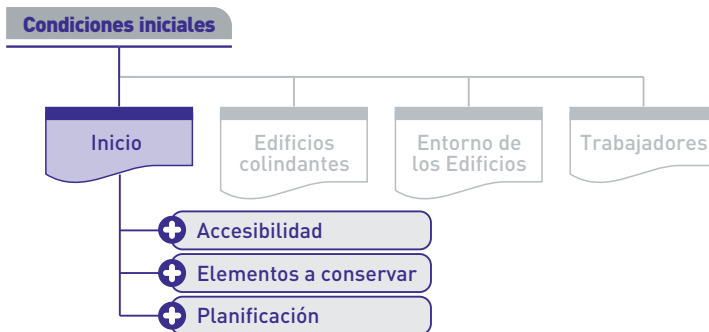 Condiciones iniciales
Inicio
Edificios
colindantes
Entorno de
los Edificios
Trabajadores
Accesibilidad
Elementos a conservar
Planificación